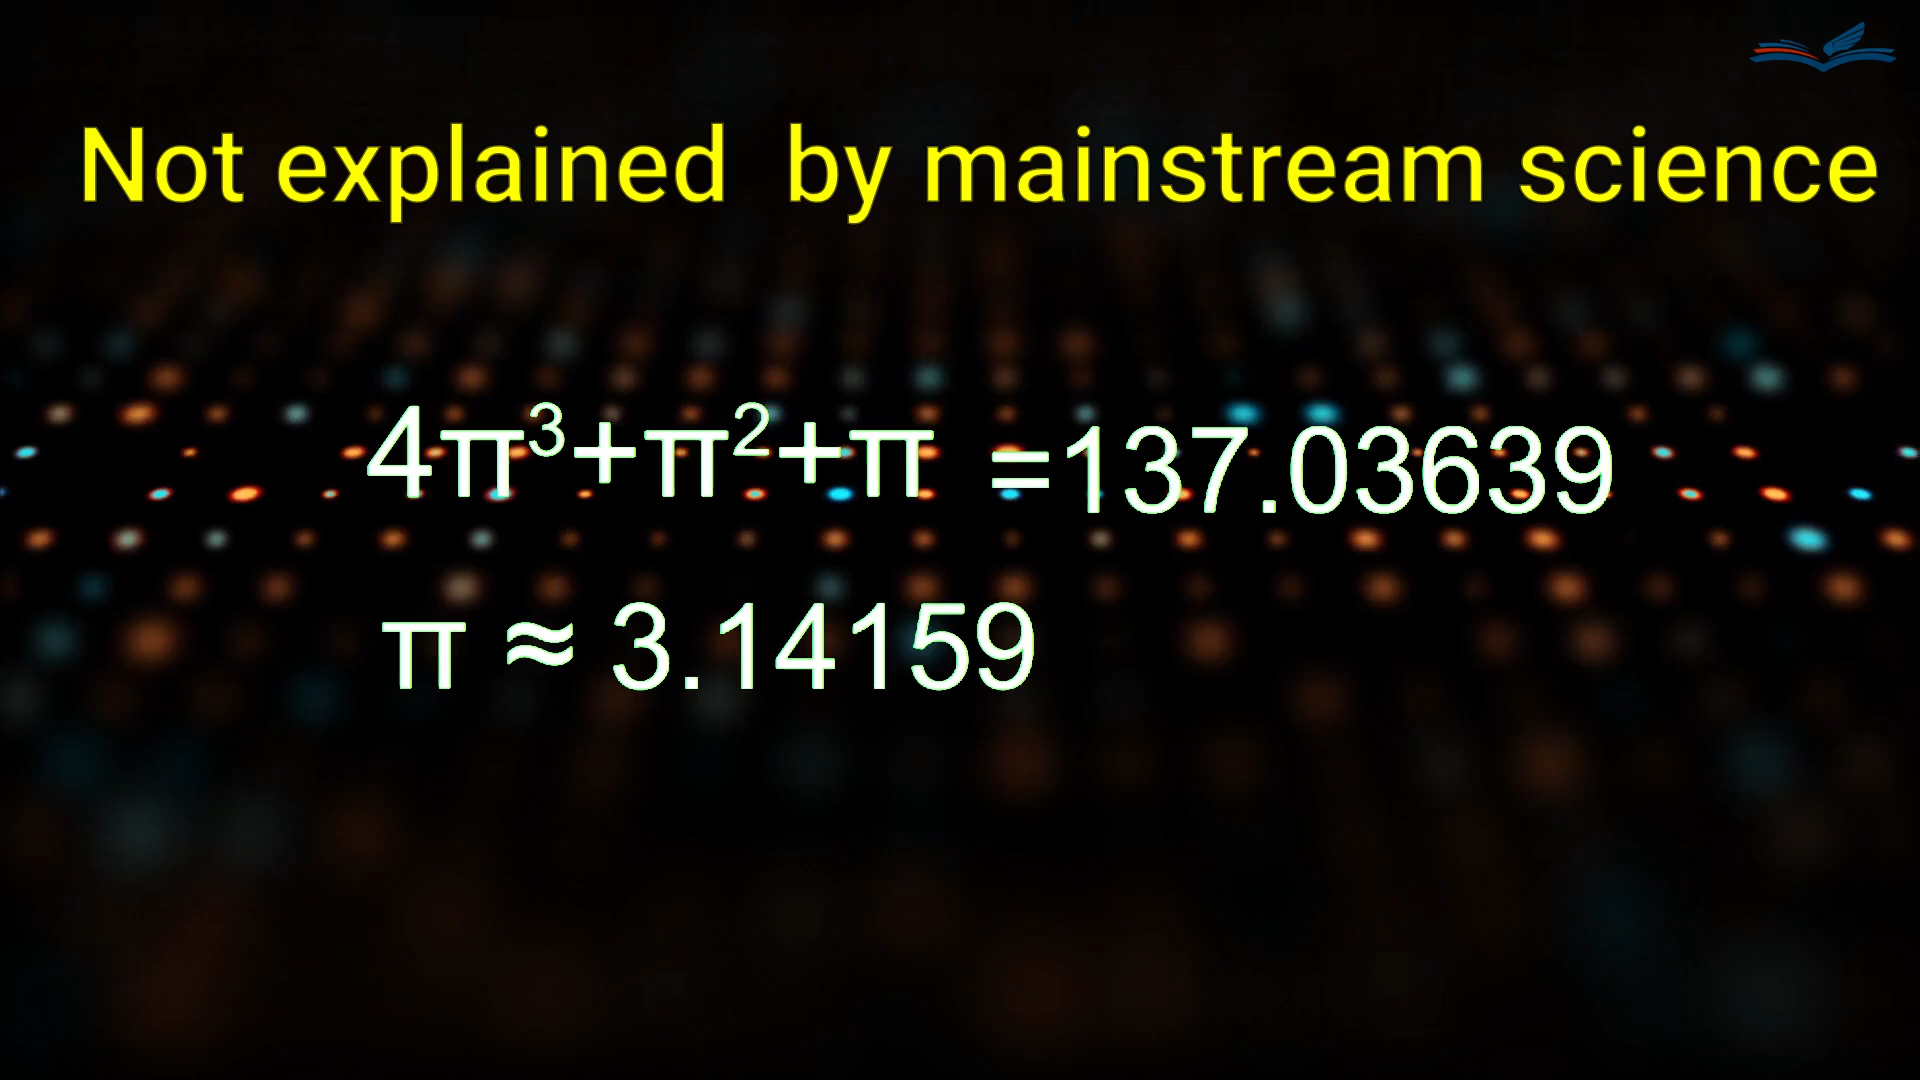 Not explained  by mainstream science
4π³+π²+π =137.03639
π ≈ 3.14159